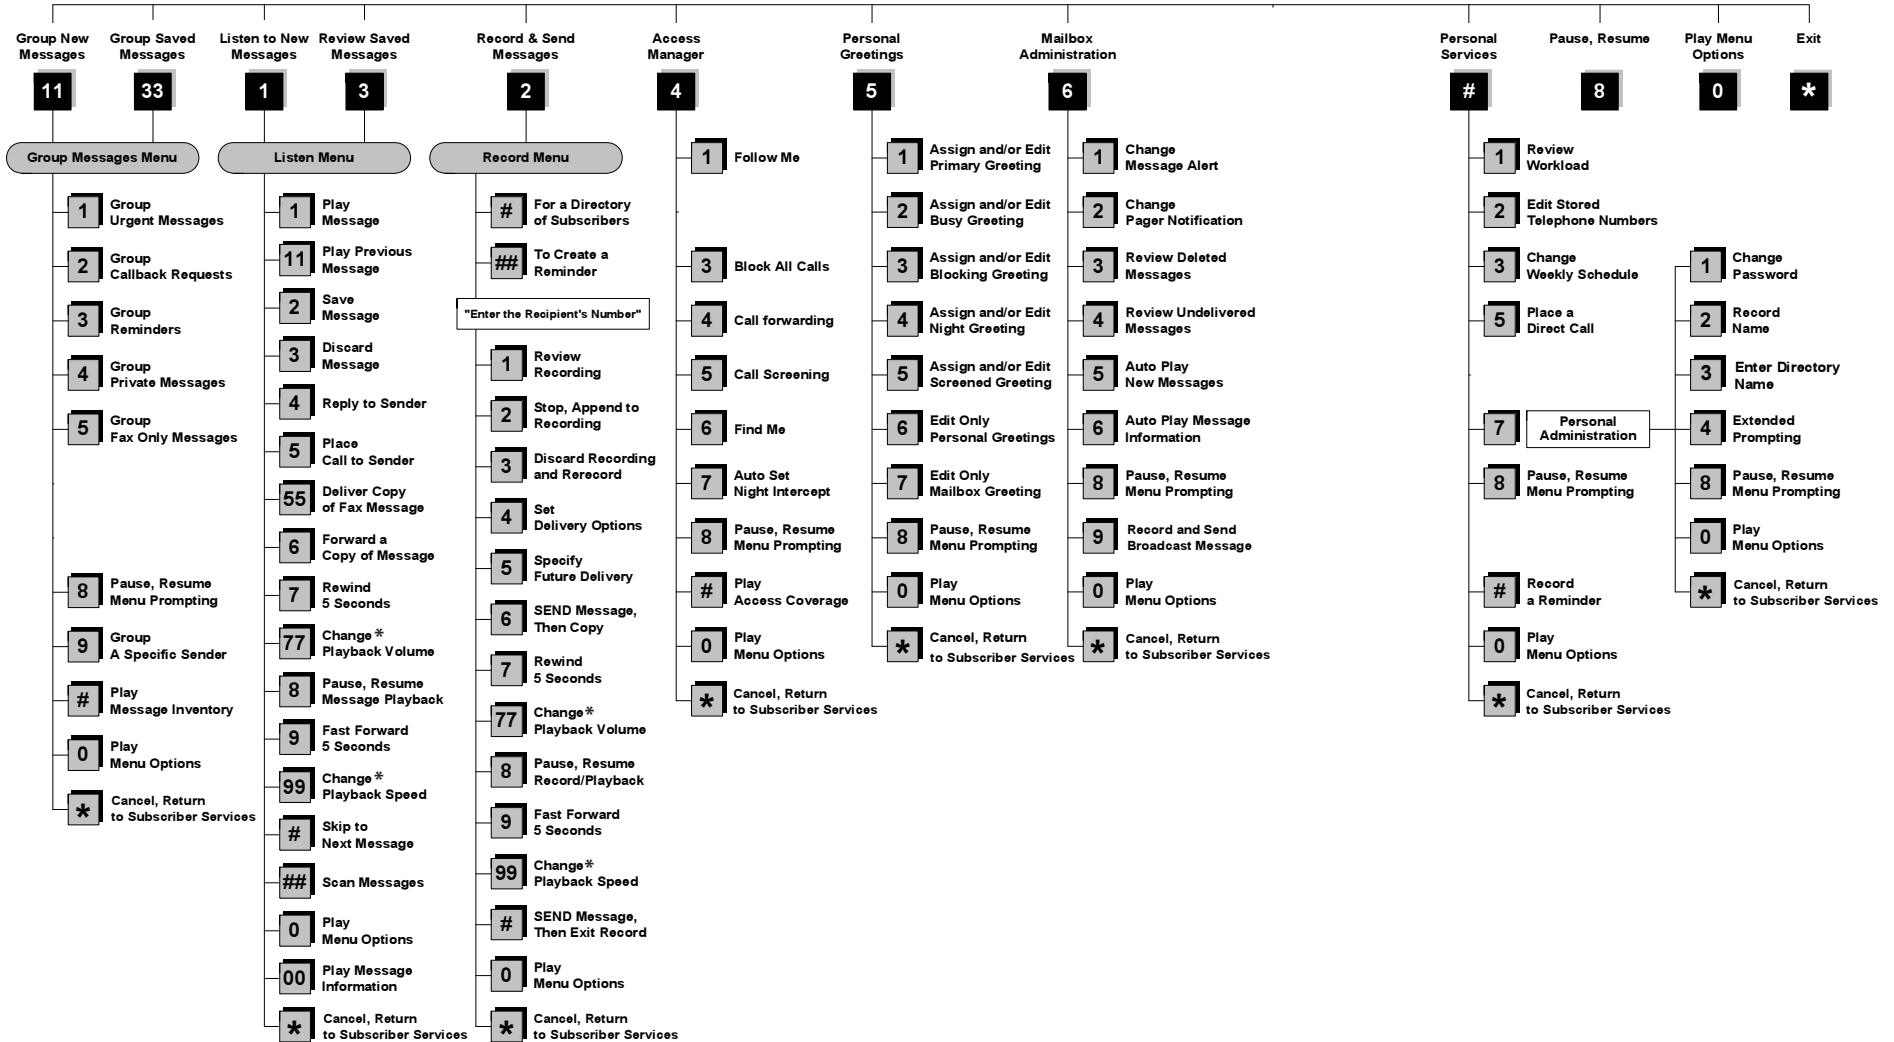 Group New
Messages
11
Group Saved
Messages
33
Listen to New
Messages
1
Review Saved
Messages
3
Record & Send
Messages
2
Access
Manager
4
Personal
Greetings
5
Mailbox
Administration
6
Personal
Services
#
Pause, Resume
8
Play Menu
Options
0
Exit
*
Group Messages Menu
1
Group
Urgent Messages
2
Group
Callback Requests
3
Group
Reminders
4
Group
Private Messages
5
Group
Fax Only Messages
8
Pause, Resume
Menu Prompting
9
Group
A Specific Sender
#
Play
Message Inventory
0
Play
Menu Options
*
Cancel, Return
to Subscriber Services
Listen Menu
1
Play
Message
11
Play Previous
Message
2
Save
Message
3
Discard
Message
4
Reply to Sender
5
Place
Call to Sender
55
Deliver Copy
of Fax Message
6
Forward a
Copy of Message
7
Rewind
5 Seconds
77
Change*
Playback Volume
8
Pause, Resume
Message Playback
9
Fast Forward
5 Seconds
99
Change*
Playback Speed
#
Skip to
Next Message
##
Scan Messages
0
Play
Menu Options
00
Play Message
Information
*
Cancel, Return
to Subscriber Services
Record Menu
#
For a Directory
of Subscribers
##
To Create a
Reminder
"Enter the Recipient's Number"
1
Review
Recording
2
Stop, Append to
Recording
3
Discard Recording
and Rerecord
4
Set
Delivery Options
5
Specify
Future Delivery
6
SEND Message,
Then Copy
7
Rewind
5 Seconds
77
Change*
Playback Volume
8
Pause, Resume
Record/Playback
9
Fast Forward
5 Seconds
99
Change*
Playback Speed
#
SEND Message,
Then Exit Record
0
Play
Menu Options
*
Cancel, Return
to Subscriber Services
1
Follow Me
3
Block All Calls
4
Call forwarding
5
Call Screening
6
Find Me
7
Auto Set
Night Intercept
8
Pause, Resume
Menu Prompting
#
Play
Access Coverage
0
Play
Menu Options
*
Cancel, Return
to Subscriber Services
1
Assign and/or Edit
Primary Greeting
2
Assign and/or Edit
Busy Greeting
3
Assign and/or Edit
Blocking Greeting
4
Assign and/or Edit
Night Greeting
5
Assign and/or Edit
Screened Greeting
6
Edit Only
Personal Greetings
7
Edit Only
Mailbox Greeting
8
Pause, Resume
Menu Prompting
0
Play
Menu Options
*
Cancel, Return
to Subscriber Services
1
Change
Message Alert
2
Change
Pager Notification
3
Review Deleted
Messages
4
Review Undelivered
Messages
5
Auto Play
New Messages
6
Auto Play Message
Information
8
Pause, Resume
Menu Prompting
9
Record and Send
Broadcast Message
0
Play
Menu Options
*
Cancel, Return
to Subscriber Services
1
Review
Workload
2
Edit Stored
Telephone Numbers
3
Change
Weekly Schedule
5
Place a
Direct Call
7
Personal
Administration
8
Pause, Resume
Menu Prompting
#
Record
a Reminder
0
Play
Menu Options
*
Cancel, Return
to Subscriber Services
1
Change
Password
2
Record
Name
3
Enter Directory
Name
4
Extended
Prompting
8
Pause, Resume
Menu Prompting
0
Play
Menu Options
*
Cancel, Return
to Subscriber Services